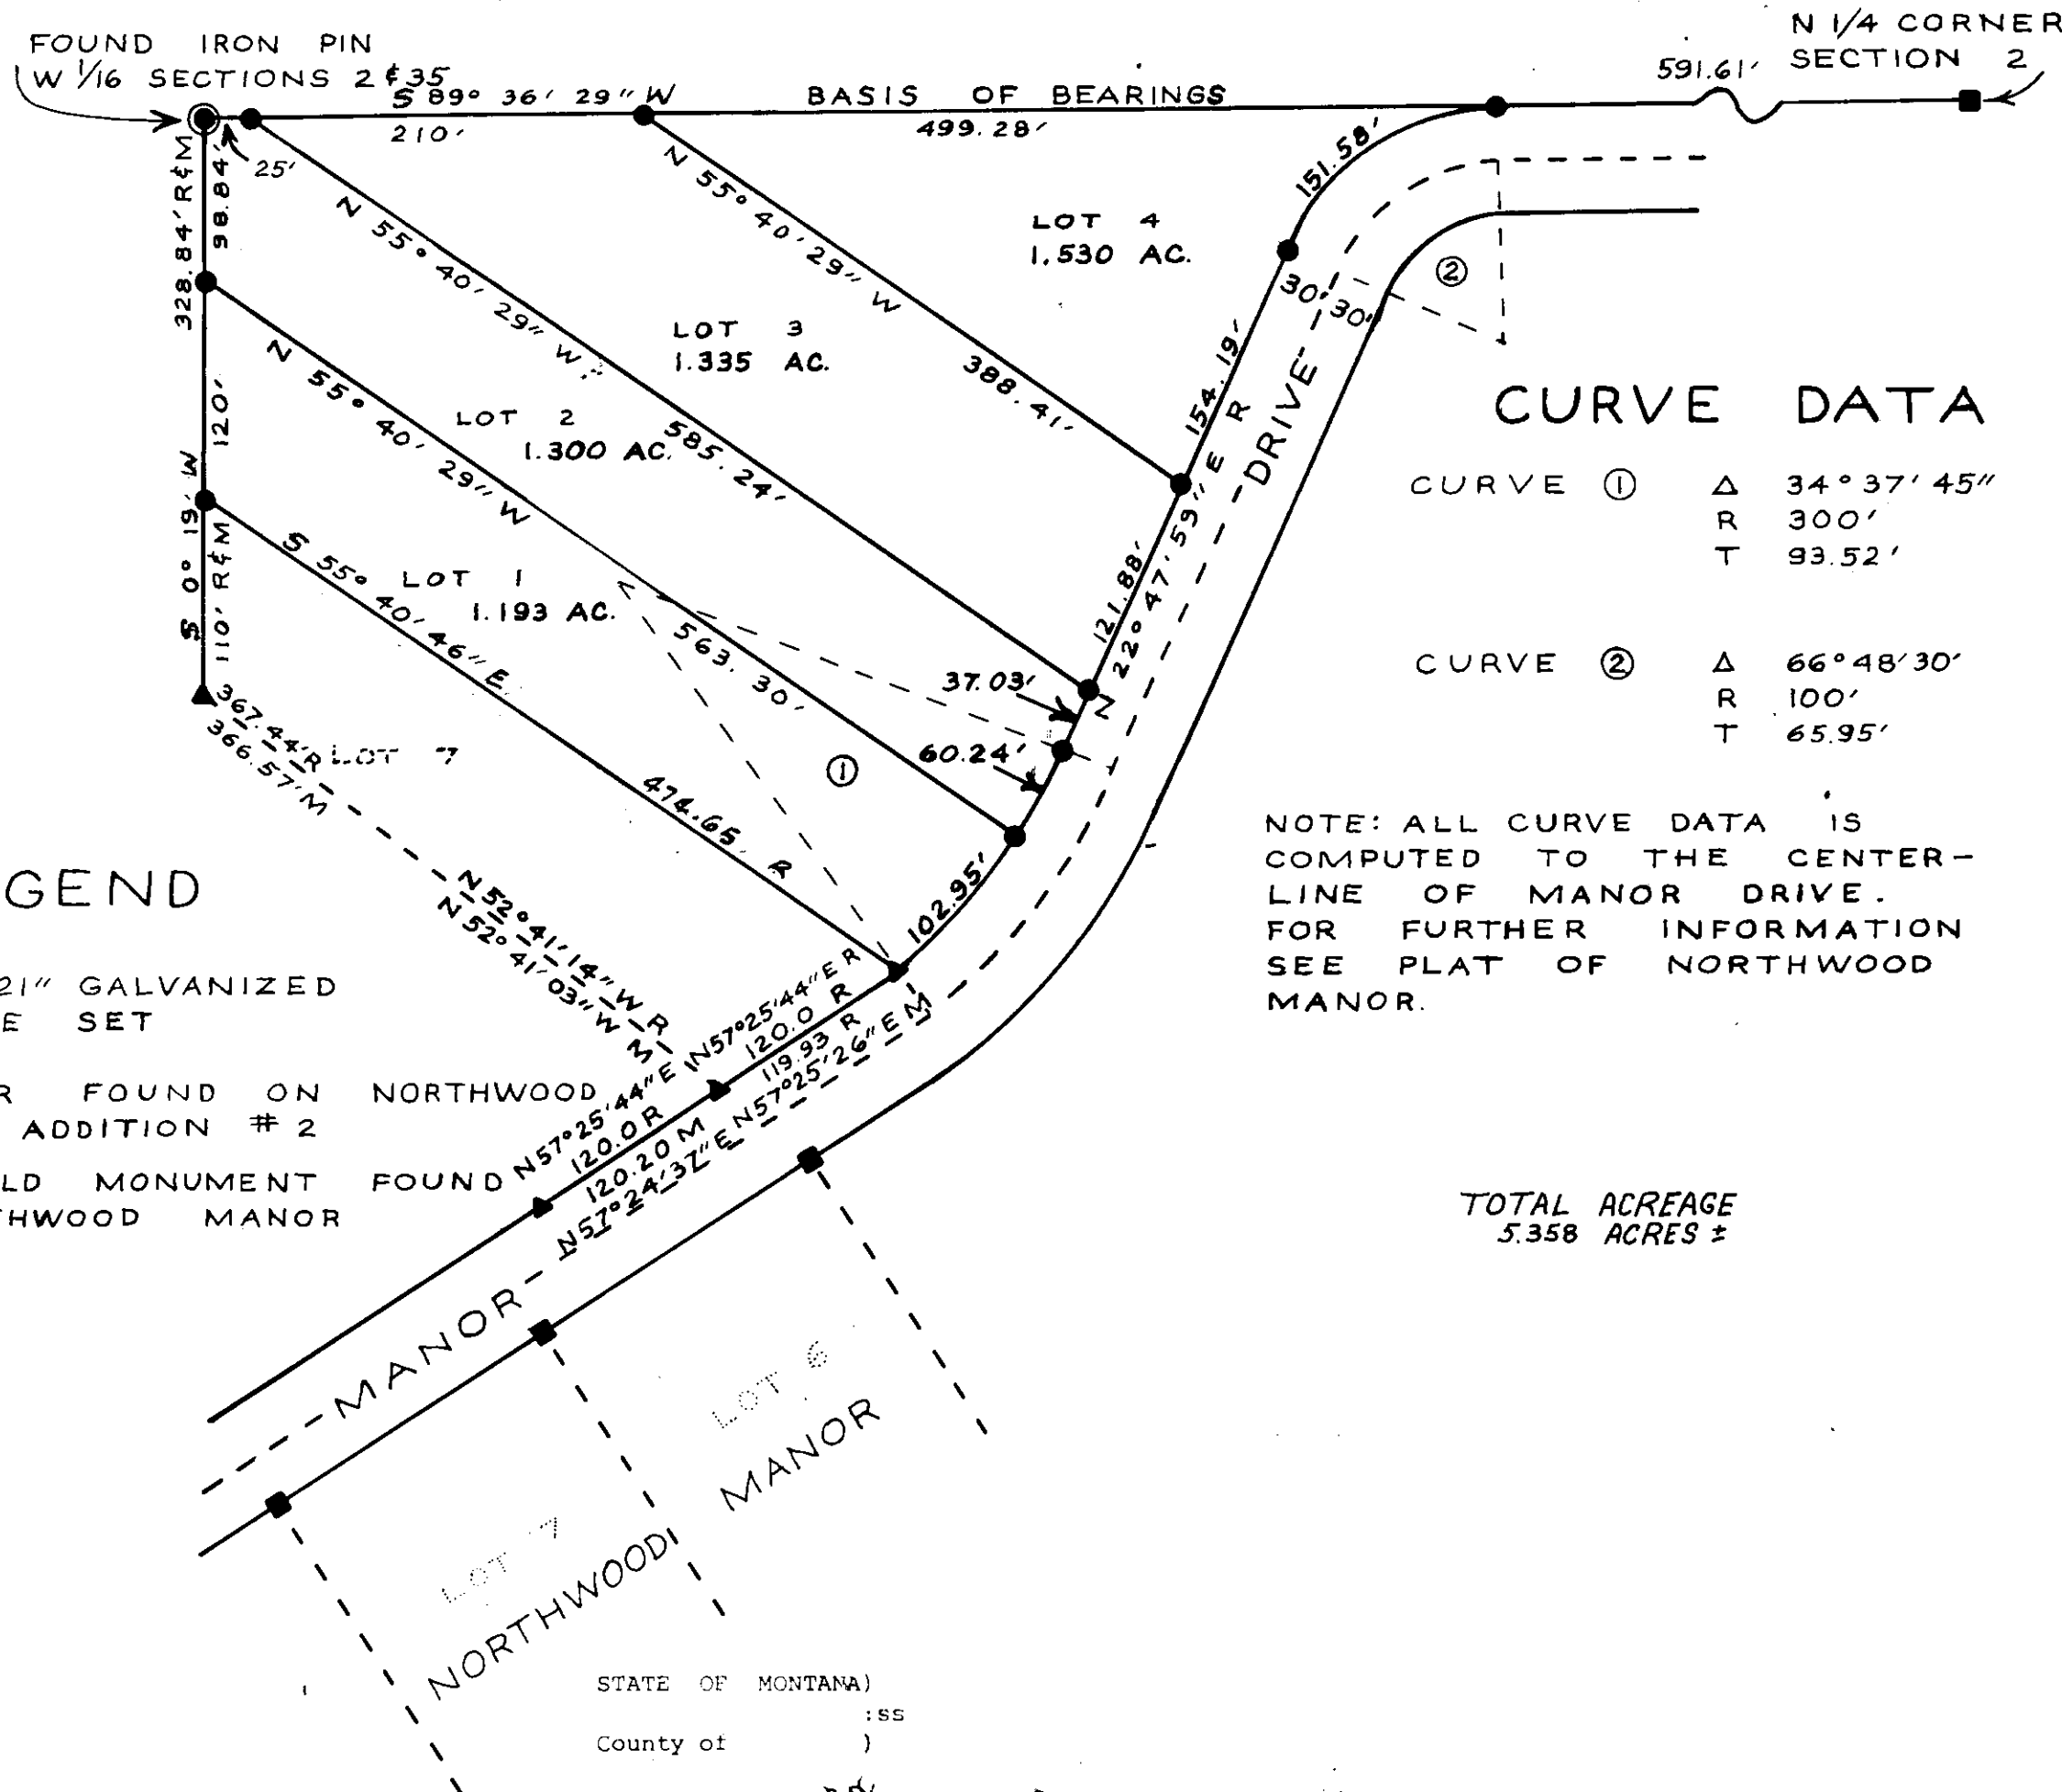 FOUND IRON PIN
W 1/16 SECTIONS 2 & 35
N 1/4 CORNER
SECTION 2
591.61'
S 89° 36' 29" W
BASIS OF BEARINGS
210'
499.28'
25'
328.84' R&M
98.84'
120'
S 0° 19' W
110' R&M
N 55° 40' 29" W
388.41'
N 55° 40' 29" W
585.24'
N 55° 40' 29" W
563.30'
S 55° 40' 46" E
474.65 R
LOT 4
1.530 AC.
LOT 3
1.335 AC.
LOT 2
1.300 AC.
LOT 1
1.193 AC.
151.58'
30'
30'
154.19'
121.88'
N 22° 47' 59" E R
37.03'
60.24'
102.95'
①
②
DRIVE
367.44' R
366.57' M
LOT 7
N 52° 41' 14" W R
N 52° 41' 03" W M
N57°25'44"E R
120.0 R
119.93 R
N57°25'26"E M
N57°25'44"E
120.0 R
120.20 M
N57°24'37"E
MANOR
LOT 6
MANOR
LOT 7
NORTHWOOD
CURVE DATA
CURVE ① Δ 34°37'45"
R 300'
T 93.52'
CURVE ② Δ 66°48'30'
R 100'
T 65.95'
NOTE: ALL CURVE DATA IS
COMPUTED TO THE CENTER-
LINE OF MANOR DRIVE.
FOR FURTHER INFORMATION
SEE PLAT OF NORTHWOOD
MANOR.
TOTAL ACREAGE
5.358 ACRES ±
GEND
21" GALVANIZED
E SET
R FOUND ON NORTHWOOD
ADDITION # 2
LD MONUMENT FOUND
THWOOD MANOR
STATE OF MONTANA)
:ss
County of )